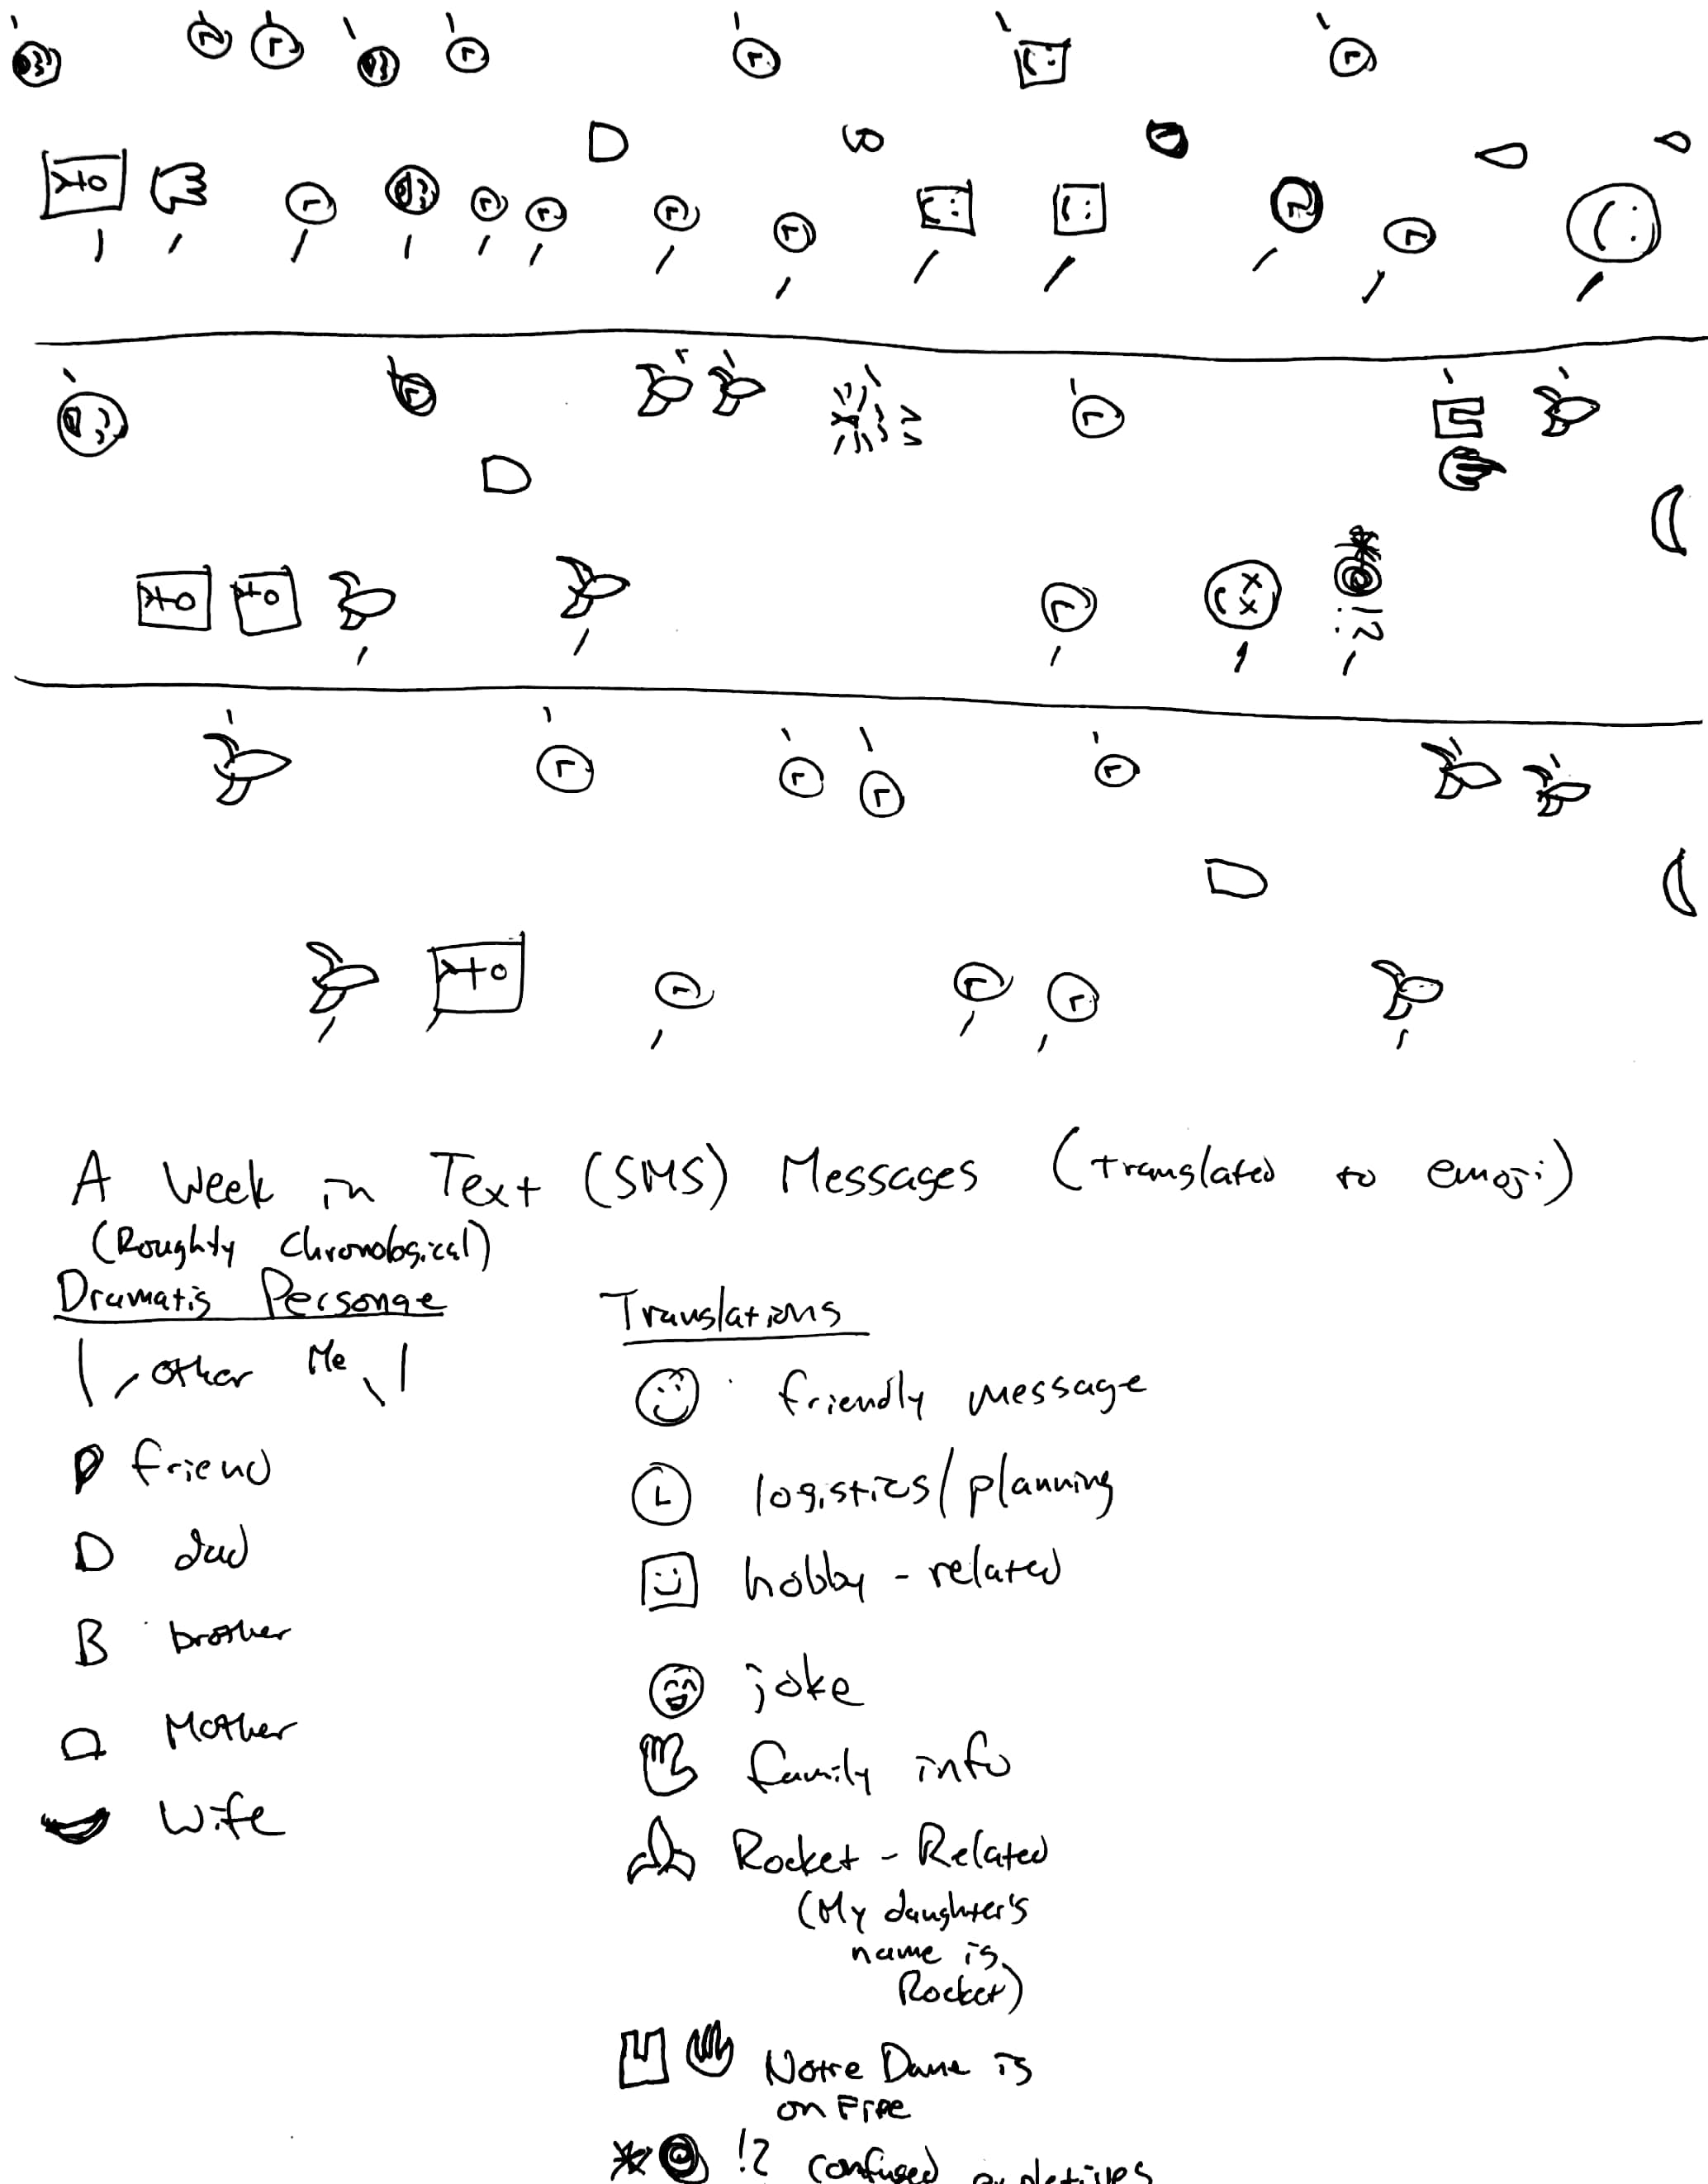 A Week in Text (SMS) Messages (translated to emoji)
(Roughly Chronological)
Dramatis Personae
other Me
friend
D dad
B brother
Mother
Wife
Translations
friendly message
L logistics/planning
hobby-related
joke
family info
Rocket-Related
(My daughter's
name is
Rocket)
Notre Dame is
on Fire
!? confused expletives